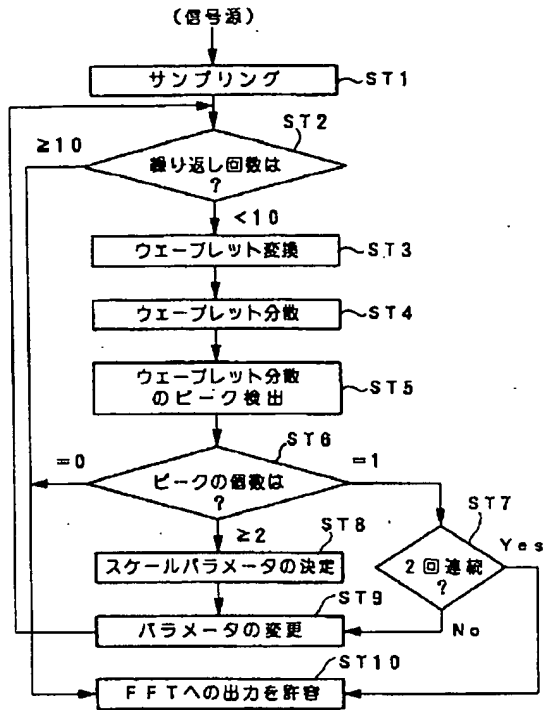 (信号源)
サンプリング
ST1
ST2
≥10
繰り返し回数は
?
<10
ウェーブレット変換
ST3
ウェーブレット分散
ST4
ウェーブレット分散
のピーク検出
ST5
ST6
=0
=1
ピークの個数は
?
≥2
ST7
Yes
2回連続
?
No
ST8
スケールパラメータの決定
ST9
パラメータの変更
ST10
FFTへの出力を許容